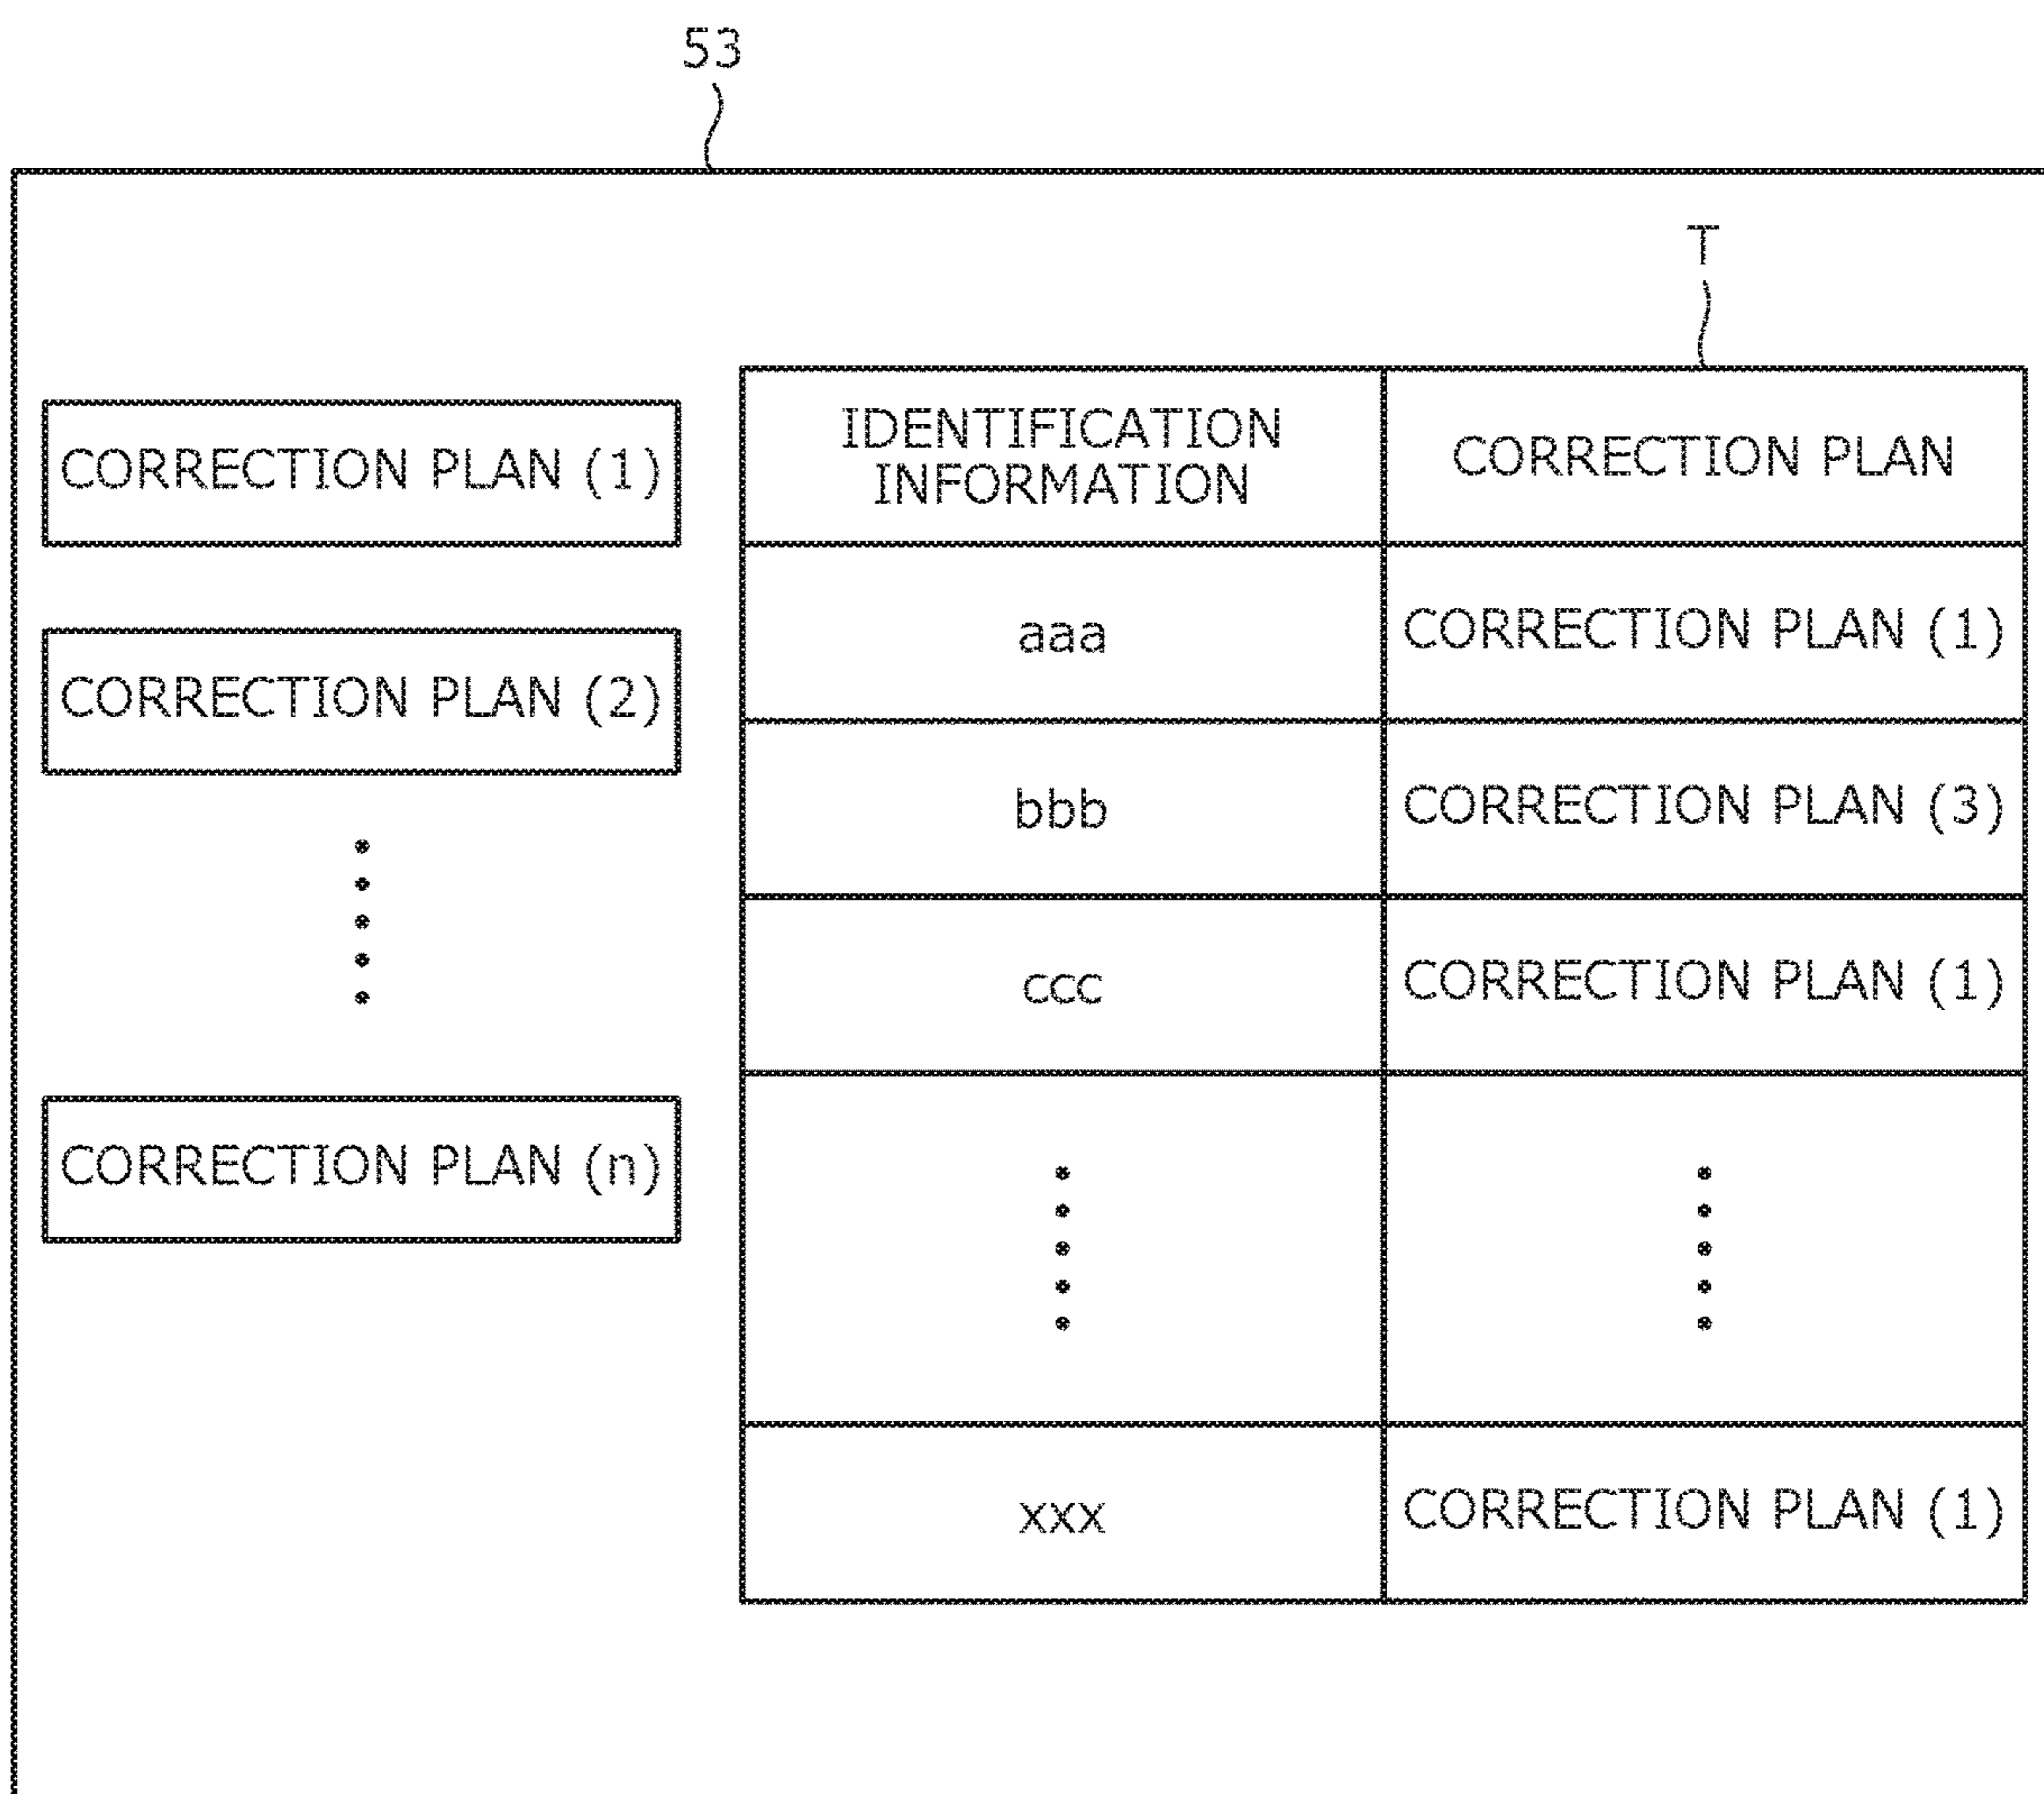 53
T
CORRECTION PLAN (1)
CORRECTION PLAN (2)
CORRECTION PLAN (n)
IDENTIFICATION
INFORMATION
CORRECTION PLAN
aaa
CORRECTION PLAN (1)
bbb
CORRECTION PLAN (3)
ccc
CORRECTION PLAN (1)
xxx
CORRECTION PLAN (1)